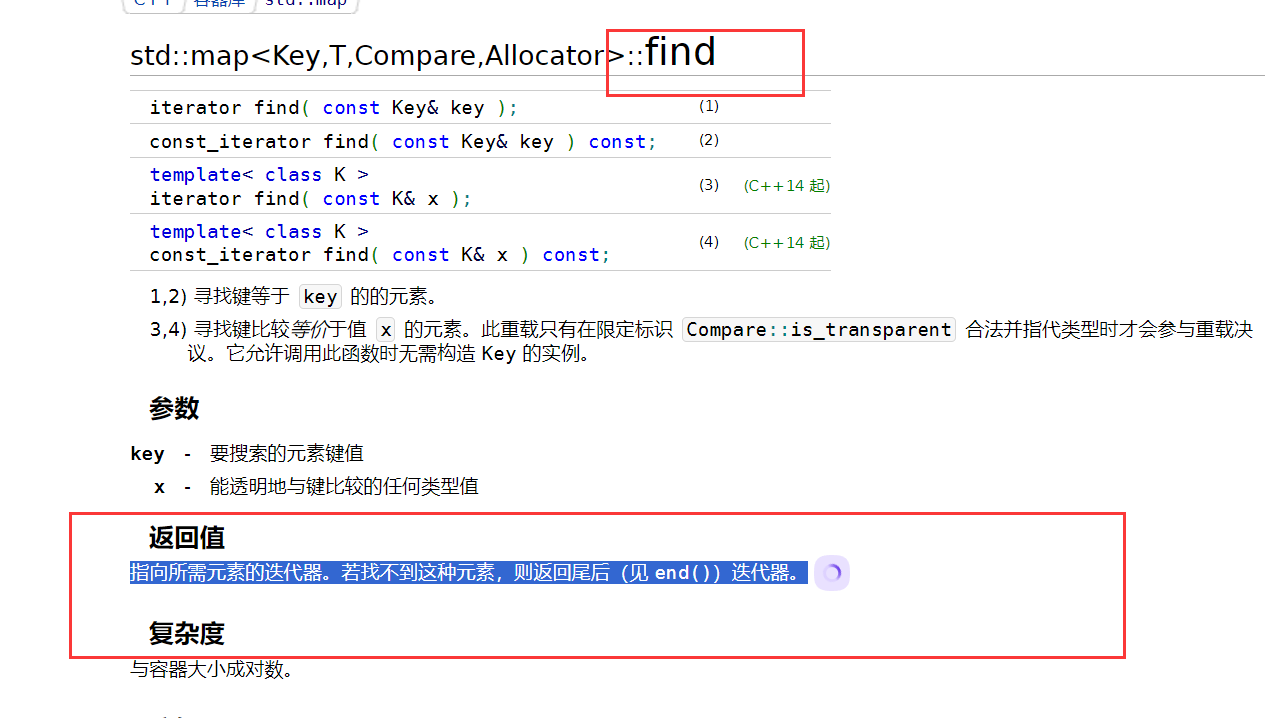 C++ 容器库 std::map
std::map<Key,T,Compare,Allocator>::find
iterator find( const Key& key ); (1)
const_iterator find( const Key& key ) const; (2)
template< class K >
iterator find( const K& x ); (3) (C++14 起)
template< class K >
const_iterator find( const K& x ) const; (4) (C++14 起)
1,2) 寻找键等于 key 的的元素。
3,4) 寻找键比较等价于值 x 的元素。此重载只有在限定标识 Compare::is_transparent 合法并指代类型时才会参与重载决
议。它允许调用此函数时无需构造 Key 的实例。
参数
key - 要搜索的元素键值
x - 能透明地与键比较的任何类型值
返回值
指向所需元素的迭代器。若找不到这种元素，则返回尾后（见 end()）迭代器。
复杂度
与容器大小成对数。